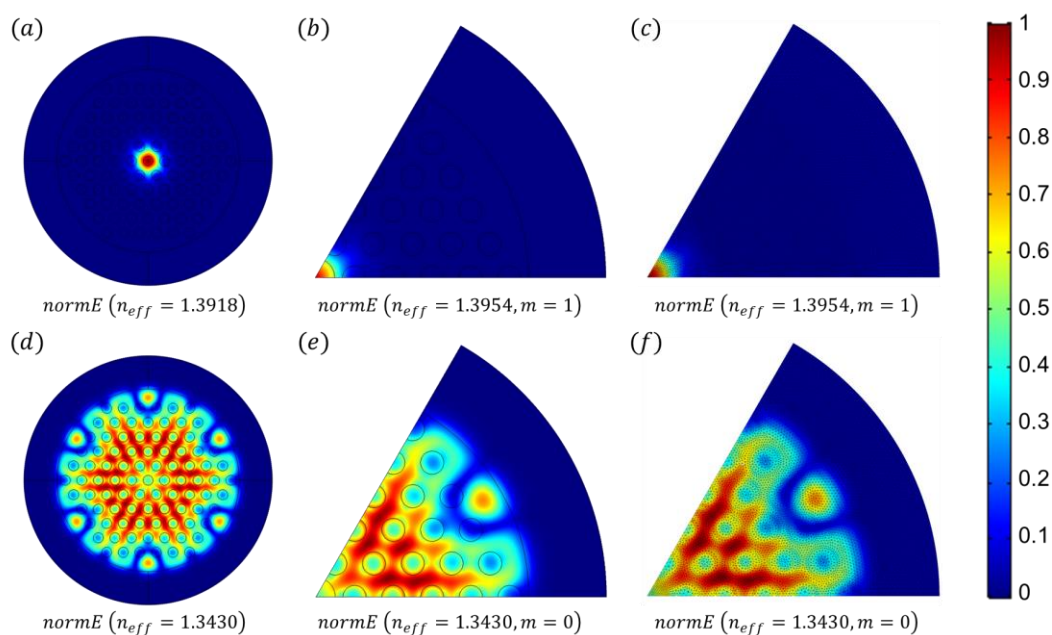 (a)
(b)
(c)
normE (n_eff = 1.3918)
normE (n_eff = 1.3954, m = 1)
normE (n_eff = 1.3954, m = 1)
(d)
(e)
(f)
normE (n_eff = 1.3430)
normE (n_eff = 1.3430, m = 0)
normE (n_eff = 1.3430, m = 0)
1
0.9
0.8
0.7
0.6
0.5
0.4
0.3
0.2
0.1
0